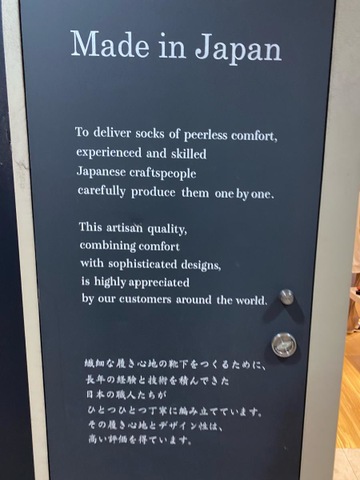 Made in Japan
To deliver socks of peerless comfort,
experienced and skilled
Japanese craftspeople
carefully produce them one by one.
This artisan quality,
combining comfort
with sophisticated designs,
is highly appreciated
by our customers around the world.
繊細な履き心地の靴下をつくるために、
長年の経験と技術を積んできた
日本の職人たちが
ひとつひとつ丁寧に編み立てています。
その履き心地とデザイン性は、
高い評価を得ています。